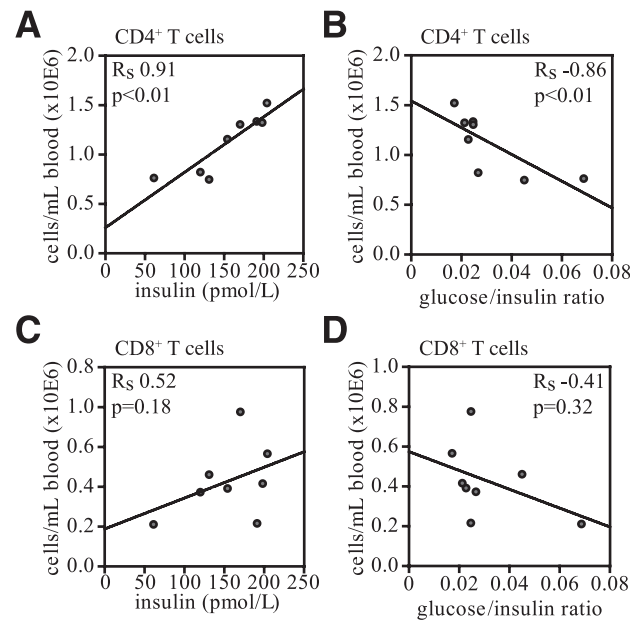 A
CD4⁺ T cells
Rs 0.91
p<0.01
cells/mL blood (x10E6)
2.0
1.5
1.0
0.5
0.0
0 50 100 150 200 250
insulin (pmol/L)
B
CD4⁺ T cells
Rs -0.86
p<0.01
cells/mL blood (x10E6)
2.0
1.5
1.0
0.5
0.0
0 0.02 0.04 0.06 0.08
glucose/insulin ratio
C
CD8⁺ T cells
Rs 0.52
p=0.18
cells/mL blood (x10E6)
0.8
1.0
0.6
0.4
0.2
0.0
0 50 100 150 200 250
insulin (pmol/L)
D
CD8⁺ T cells
Rs -0.41
p=0.32
cells/mL blood (x10E6)
1.0
0.8
0.6
0.4
0.2
0.0
0 0.02 0.04 0.06 0.08
glucose/insulin ratio